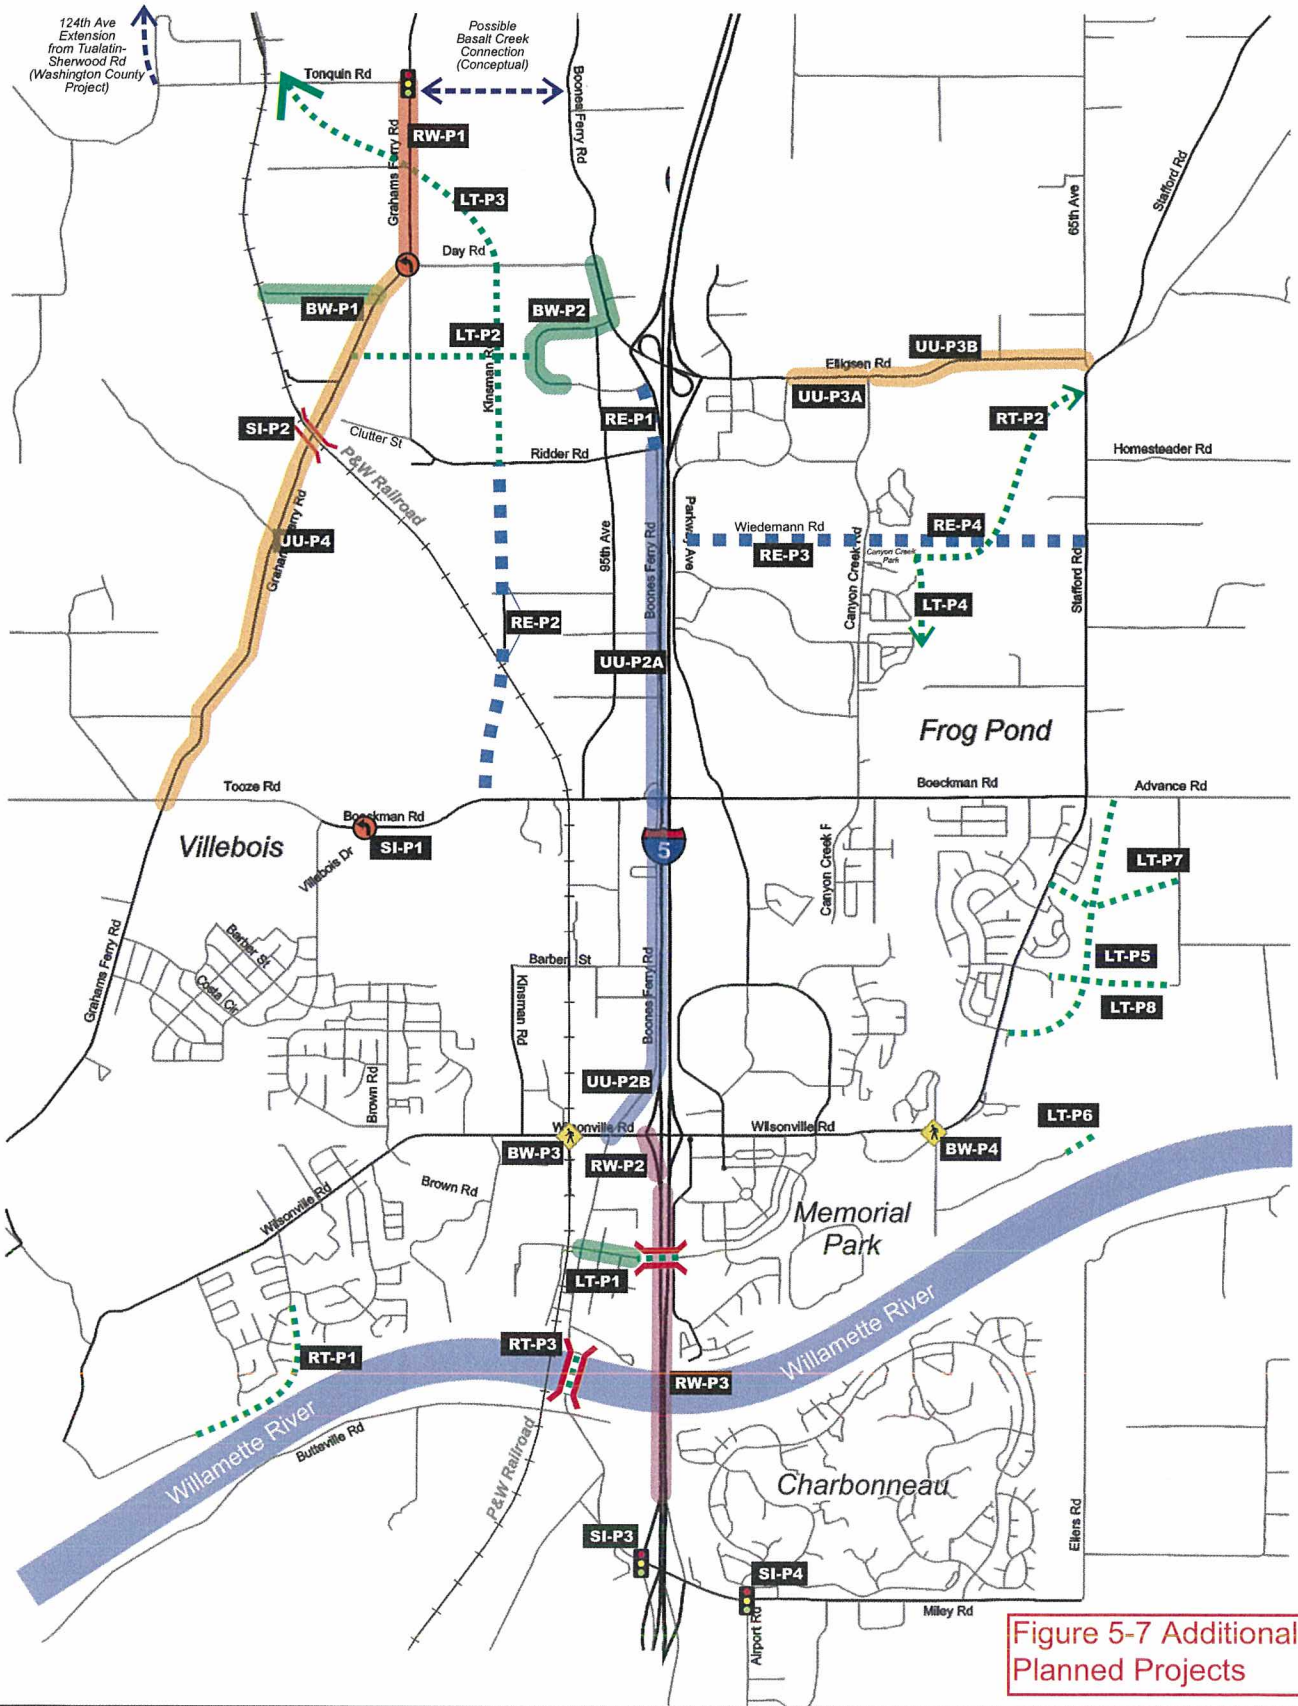 124th Ave
Extension
from Tualatin-
Sherwood Rd
(Washington County
Project)
Possible
Basalt Creek
Connection
(Conceptual)
Tonquin Rd
Boones Ferry Rd
RW-P1
Grahams Ferry Rd
LT-P3
65th Ave
Stafford Rd
Day Rd
BW-P1
BW-P2
LT-P2
Kinsman Rd
UU-P3B
Elligsen Rd
UU-P3A
RE-P1
RT-P2
SI-P2
Clutter St
Ridder Rd
Homesteader Rd
P&W Railroad
UU-P4
95th Ave
Boones Ferry Rd
Parkway Ave
Wiedemann Rd
RE-P4
RE-P3
Canyon Creek Rd
Canyon Creek
Park
Stafford Rd
LT-P4
RE-P2
UU-P2A
Frog Pond
Tooze Rd
Boeckman Rd
Advance Rd
Boeckman Rd
SI-P1
Villebois
Villebois Dr
5
LT-P7
Grahams Ferry Rd
Barber St
Costa Cir
Barber St
Kinsman Rd
Boones Ferry Rd
LT-P5
LT-P8
Brown Rd
UU-P2B
LT-P6
Wilsonville Rd
Wilsonville Rd
BW-P3
RW-P2
BW-P4
Brown Rd
Wilsonville Rd
Memorial
Park
LT-P1
RT-P3
RT-P1
RW-P3
Willamette River
Willamette River
Butteville Rd
P&W Railroad
Charbonneau
Eilers Rd
SI-P3
SI-P4
Airport Rd
Miley Rd
Figure 5-7 Additional
Planned Projects